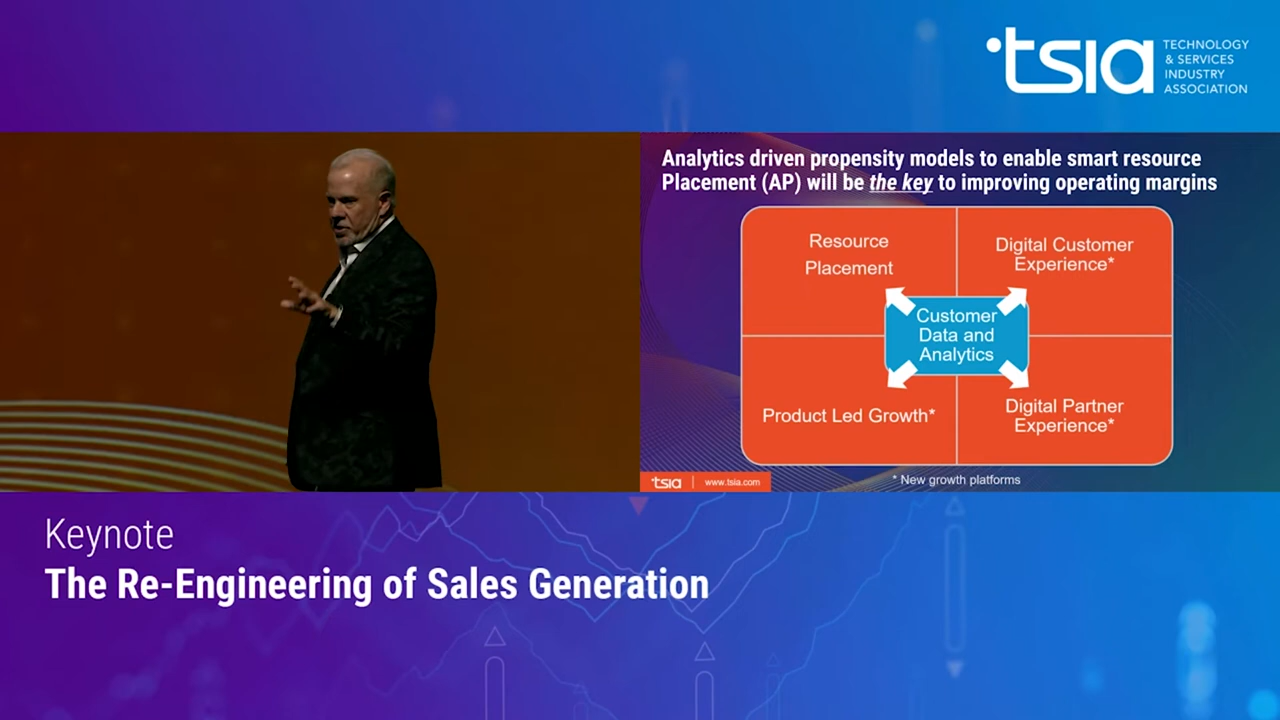 tsia
TECHNOLOGY
& SERVICES
INDUSTRY
ASSOCIATION
Analytics driven propensity models to enable smart resource
Placement (AP) will be the key to improving operating margins
Resource
Placement
Digital Customer
Experience*
Customer
Data and
Analytics
Product Led Growth*
Digital Partner
Experience*
tsia | www.tsia.com
* New growth platforms
Keynote
The Re-Engineering of Sales Generation